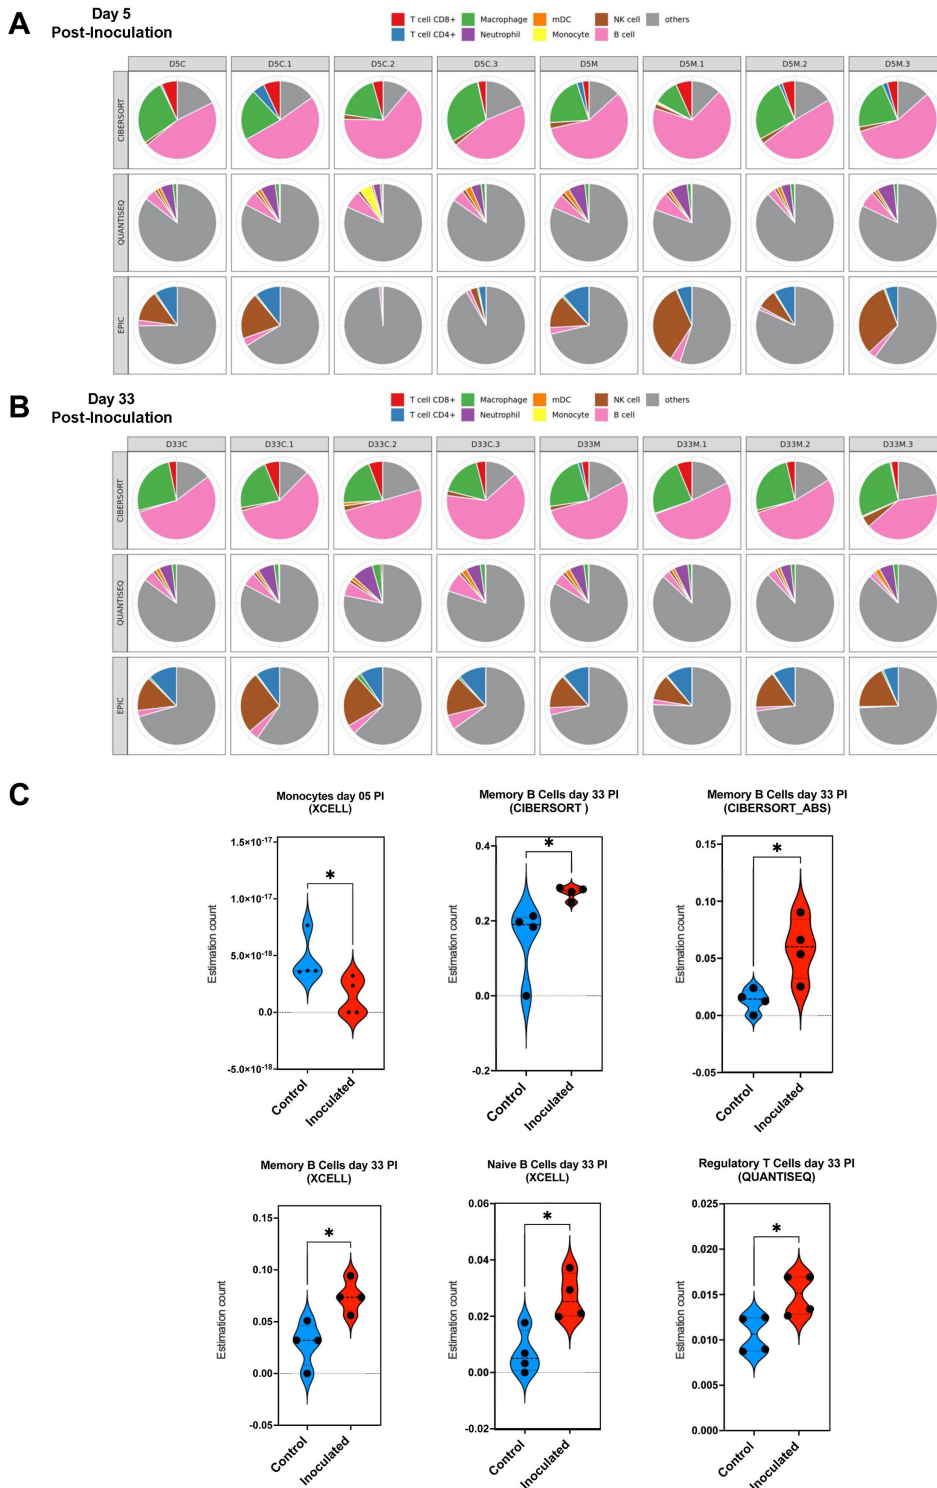 A
Day 5
Post-Inoculation
T cell CD8+ Macrophage mDC NK cell others
T cell CD4+ Neutrophil Monocyte B cell
D5C D5C.1 D5C.2 D5C.3 D5M D5M.1 D5M.2 D5M.3
CIBERSORT
QUANTISEQ
EPIC
B
Day 33
Post-Inoculation
T cell CD8+ Macrophage mDC NK cell others
T cell CD4+ Neutrophil Monocyte B cell
D33C D33C.1 D33C.2 D33C.3 D33M D33M.1 D33M.2 D33M.3
CIBERSORT
QUANTISEQ
EPIC
C
Monocytes day 05 PI
(XCELL)
Estimation count
1.5×10⁻¹⁷
1.0×10⁻¹⁷
5.0×10⁻¹⁸
0.0
-5.0×10⁻¹⁸
*
Control
Inoculated
Memory B Cells day 33 PI
(CIBERSORT )
Estimation count
0.4
0.2
0.0
-0.2
*
Control
Inoculated
Memory B Cells day 33 PI
(CIBERSORT_ABS)
Estimation count
0.15
0.10
0.05
0.00
-0.05
*
Control
Inoculated
Memory B Cells day 33 PI
(XCELL)
Estimation count
0.15
0.10
0.05
0.00
-0.05
*
Control
Inoculated
Naive B Cells day 33 PI
(XCELL)
Estimation count
0.06
0.04
0.02
0.00
-0.02
*
Control
Inoculated
Regulatory T Cells day 33 PI
(QUANTISEQ)
Estimation count
0.025
0.020
0.015
0.010
0.005
0.000
*
Control
Inoculated